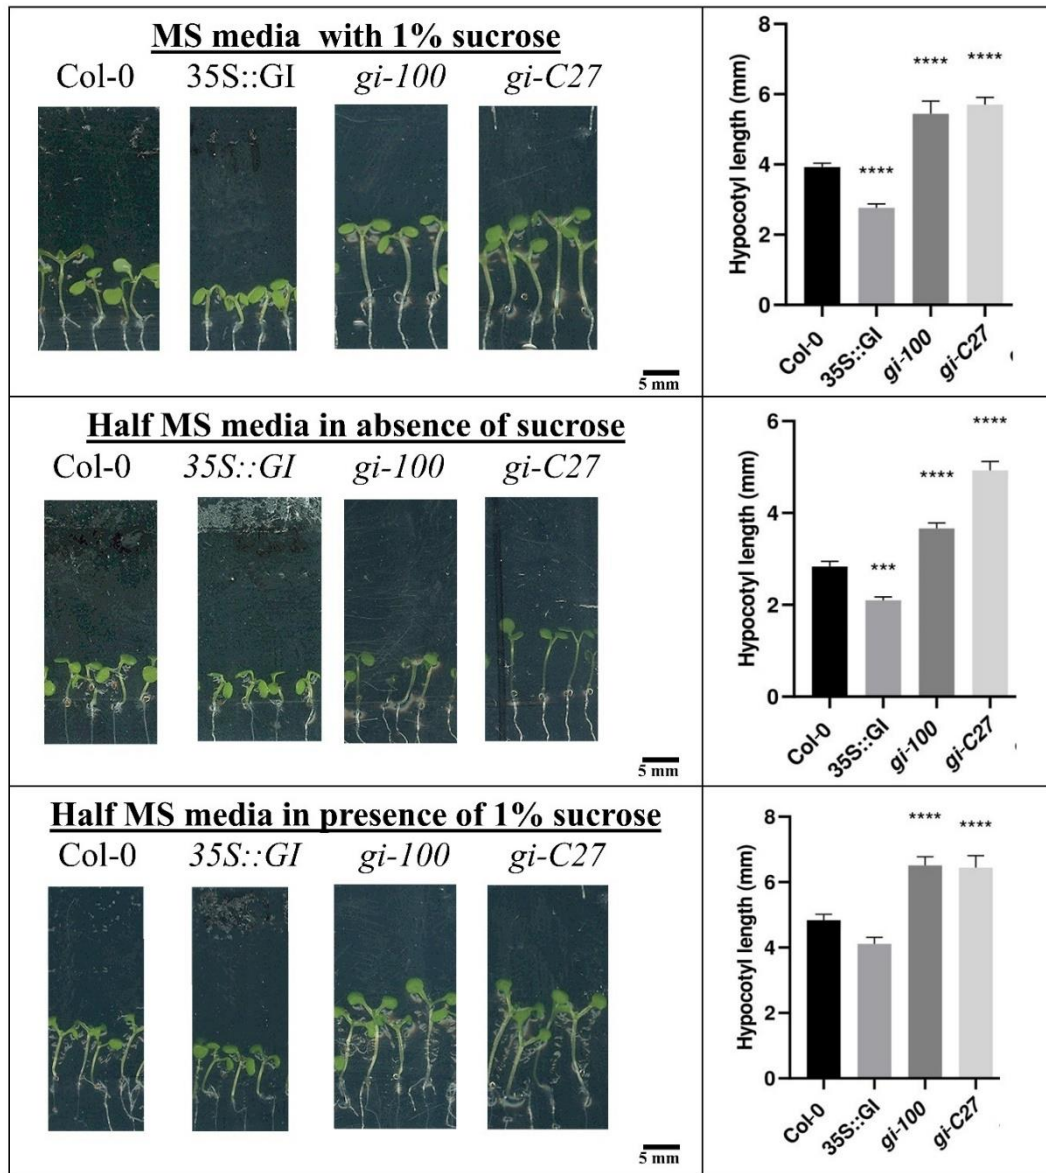 MS media with 1% sucrose
Col-0 35S::GI gi-100 gi-C27
5 mm
Hypocotyl length (mm)
8
6
4
2
0
****
****
****
Col-0
35S::GI
gi-100
gi-C27
Half MS media in absence of sucrose
Col-0 35S::GI gi-100 gi-C27
5 mm
Hypocotyl length (mm)
6
4
2
0
***
****
****
Col-0
35S::GI
gi-100
gi-C27
Half MS media in presence of 1% sucrose
Col-0 35S::GI gi-100 gi-C27
5 mm
Hypocotyl length (mm)
8
6
4
2
0
****
****
Col-0
35S::GI
gi-100
gi-C27